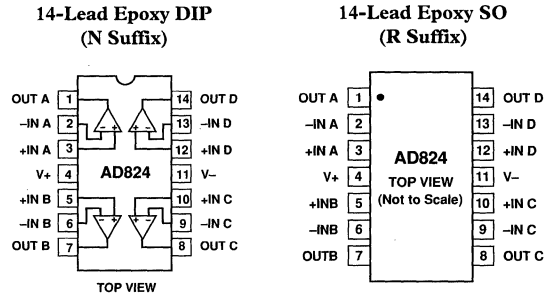 14-Lead Epoxy DIP
(N Suffix)
OUT A 1 14 OUT D
–IN A 2 13 –IN D
+IN A 3 12 +IN D
V+ 4 AD824 11 V–
+IN B 5 10 +IN C
–IN B 6 9 –IN C
OUT B 7 8 OUT C
TOP VIEW
14-Lead Epoxy SO
(R Suffix)
OUT A 1 14 OUT D
–IN A 2 13 –IN D
+IN A 3 12 +IN D
AD824
V+ 4 TOP VIEW 11 V–
(Not to Scale)
+INB 5 10 +IN C
–INB 6 9 –IN C
OUTB 7 8 OUT C